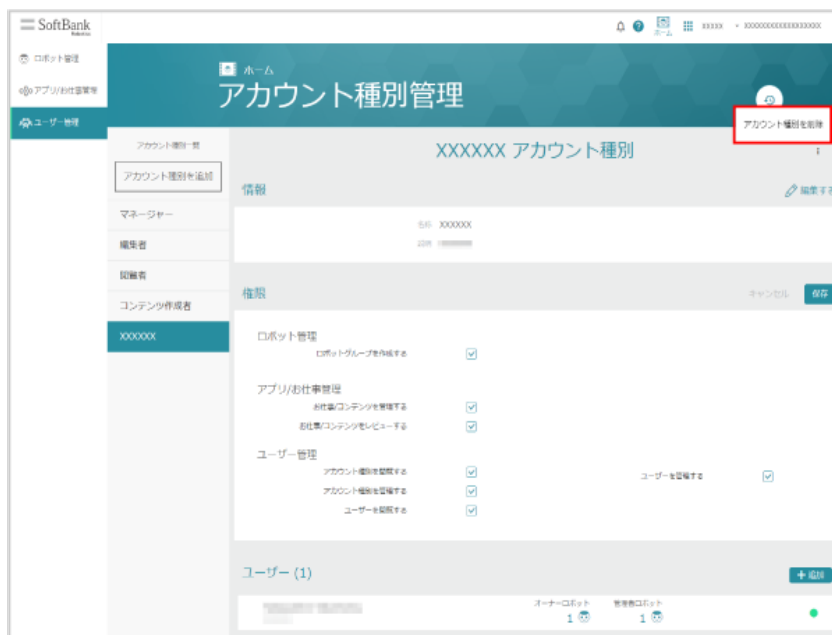 SoftBank
Robotics
ホーム
XXXXX
XXXXXXXXXXXXXXXXXXX
ロボット管理
アプリ/お仕事管理
ユーザー管理
ホーム
アカウント種別管理
アカウント種別を削除
アカウント種別一覧
アカウント種別を追加
マネージャー
編集者
閲覧者
コンテンツ作成者
XXXXXX
XXXXXX アカウント種別
情報
編集する
名称 XXXXXX
説明
権限
キャンセル
保存
ロボット管理
ロボットグループを作成する
アプリ/お仕事管理
お仕事/コンテンツを管理する
お仕事/コンテンツをレビューする
ユーザー管理
アカウント種別を閲覧する
ユーザーを管理する
アカウント種別を管理する
ユーザーを閲覧する
ユーザー (1)
+ 追加
オーナーロボット
管理者ロボット
1
1